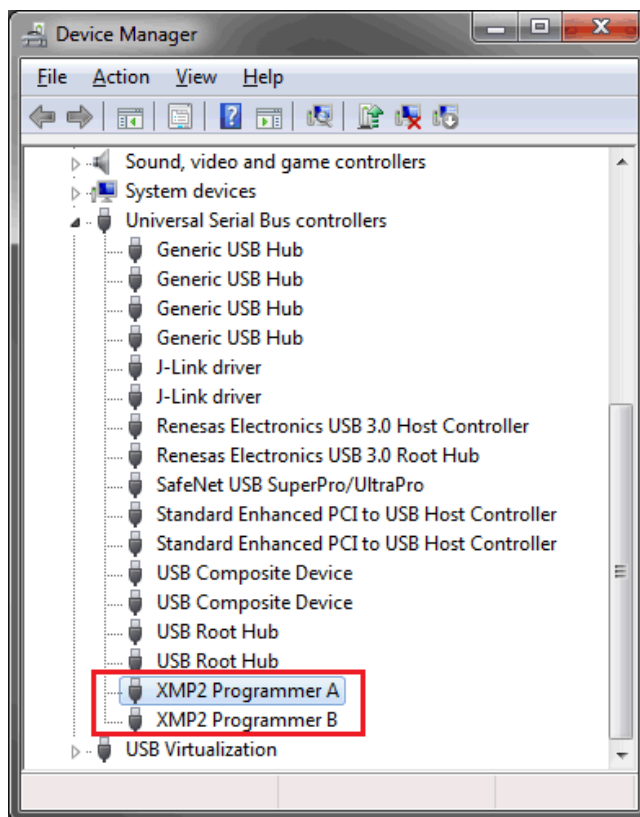 Device Manager
File Action View Help
Sound, video and game controllers
System devices
Universal Serial Bus controllers
Generic USB Hub
Generic USB Hub
Generic USB Hub
Generic USB Hub
J-Link driver
J-Link driver
Renesas Electronics USB 3.0 Host Controller
Renesas Electronics USB 3.0 Root Hub
SafeNet USB SuperPro/UltraPro
Standard Enhanced PCI to USB Host Controller
Standard Enhanced PCI to USB Host Controller
USB Composite Device
USB Composite Device
USB Root Hub
USB Root Hub
XMP2 Programmer A
XMP2 Programmer B
USB Virtualization